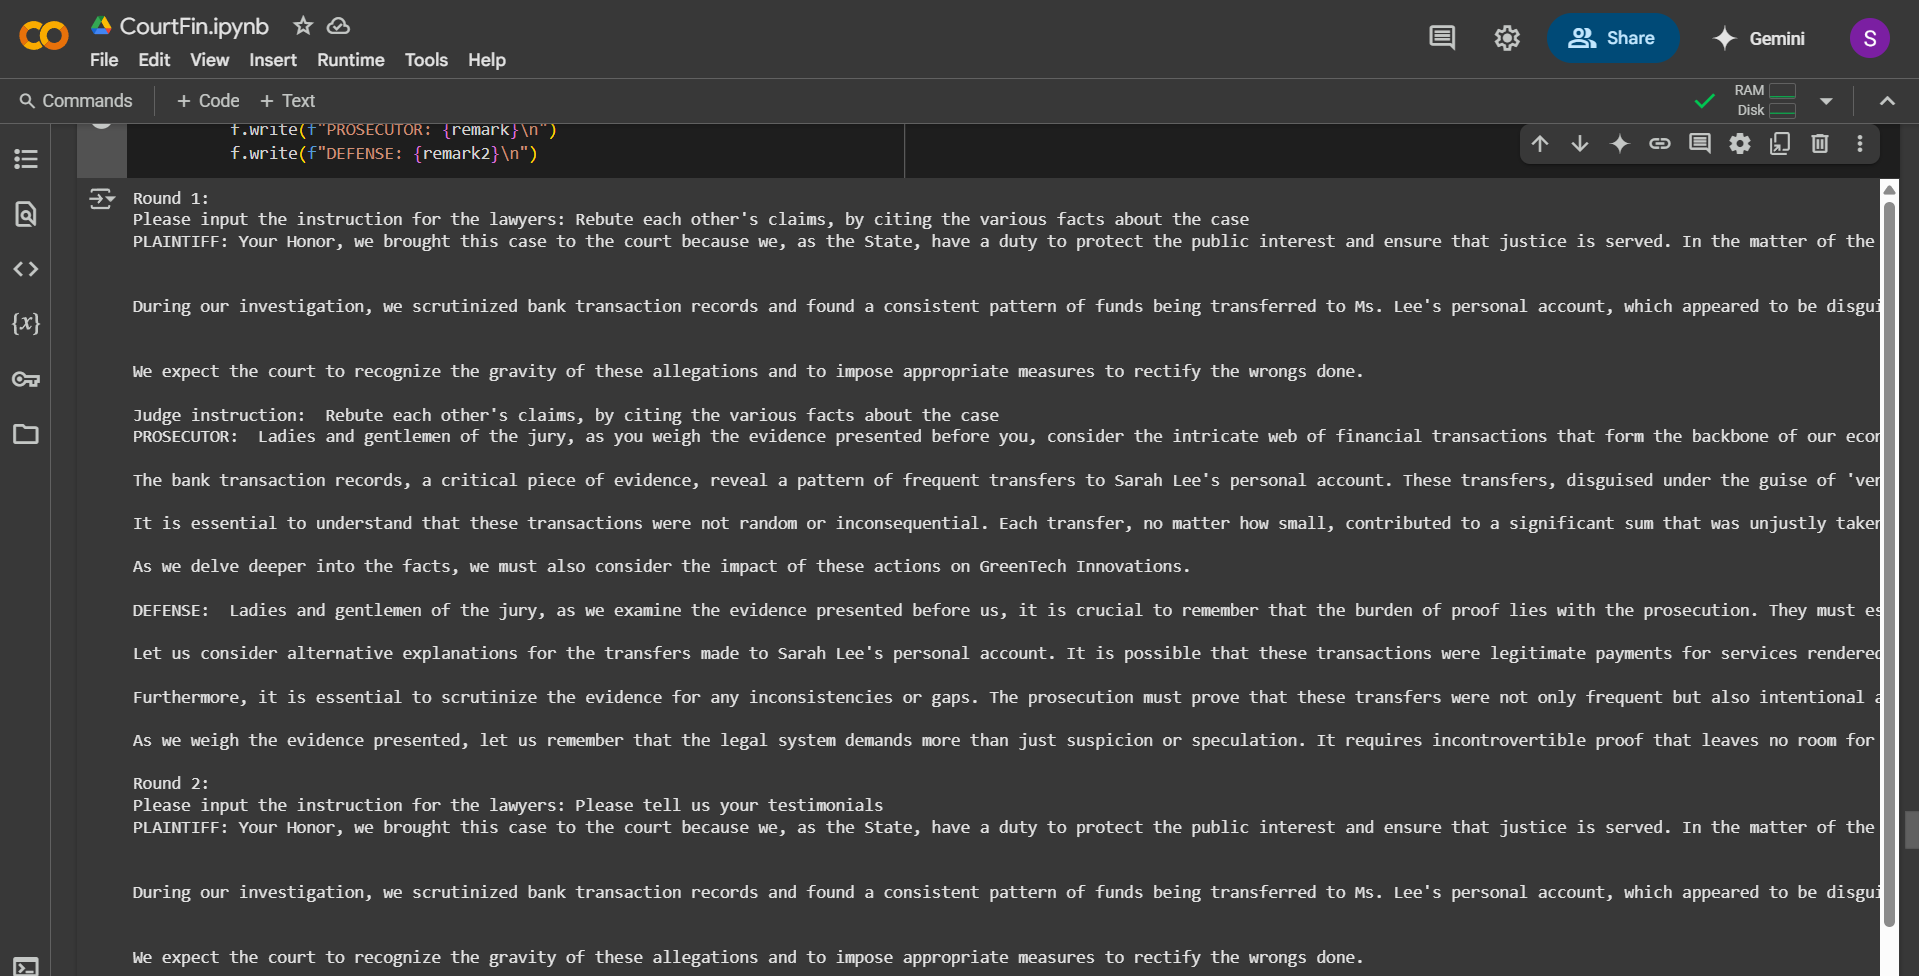 CourtFin.ipynb
File Edit View Insert Runtime Tools Help
Share
Gemini
S
Commands + Code + Text
RAM
Disk
f.write(f"PROSECUTOR: {remark}\n")
f.write(f"DEFENSE: {remark2}\n")
Round 1:
Please input the instruction for the lawyers: Rebute each other's claims, by citing the various facts about the case
PLAINTIFF: Your Honor, we brought this case to the court because we, as the State, have a duty to protect the public interest and ensure that justice is served. In the matter of the
During our investigation, we scrutinized bank transaction records and found a consistent pattern of funds being transferred to Ms. Lee's personal account, which appeared to be disgui
We expect the court to recognize the gravity of these allegations and to impose appropriate measures to rectify the wrongs done.
Judge instruction:  Rebute each other's claims, by citing the various facts about the case
PROSECUTOR:  Ladies and gentlemen of the jury, as you weigh the evidence presented before you, consider the intricate web of financial transactions that form the backbone of our econ
The bank transaction records, a critical piece of evidence, reveal a pattern of frequent transfers to Sarah Lee's personal account. These transfers, disguised under the guise of 'ven
It is essential to understand that these transactions were not random or inconsequential. Each transfer, no matter how small, contributed to a significant sum that was unjustly taken
As we delve deeper into the facts, we must also consider the impact of these actions on GreenTech Innovations.
DEFENSE:  Ladies and gentlemen of the jury, as we examine the evidence presented before us, it is crucial to remember that the burden of proof lies with the prosecution. They must es
Let us consider alternative explanations for the transfers made to Sarah Lee's personal account. It is possible that these transactions were legitimate payments for services rendered
Furthermore, it is essential to scrutinize the evidence for any inconsistencies or gaps. The prosecution must prove that these transfers were not only frequent but also intentional a
As we weigh the evidence presented, let us remember that the legal system demands more than just suspicion or speculation. It requires incontrovertible proof that leaves no room for
Round 2:
Please input the instruction for the lawyers: Please tell us your testimonials
PLAINTIFF: Your Honor, we brought this case to the court because we, as the State, have a duty to protect the public interest and ensure that justice is served. In the matter of the
During our investigation, we scrutinized bank transaction records and found a consistent pattern of funds being transferred to Ms. Lee's personal account, which appeared to be disgui
We expect the court to recognize the gravity of these allegations and to impose appropriate measures to rectify the wrongs done.